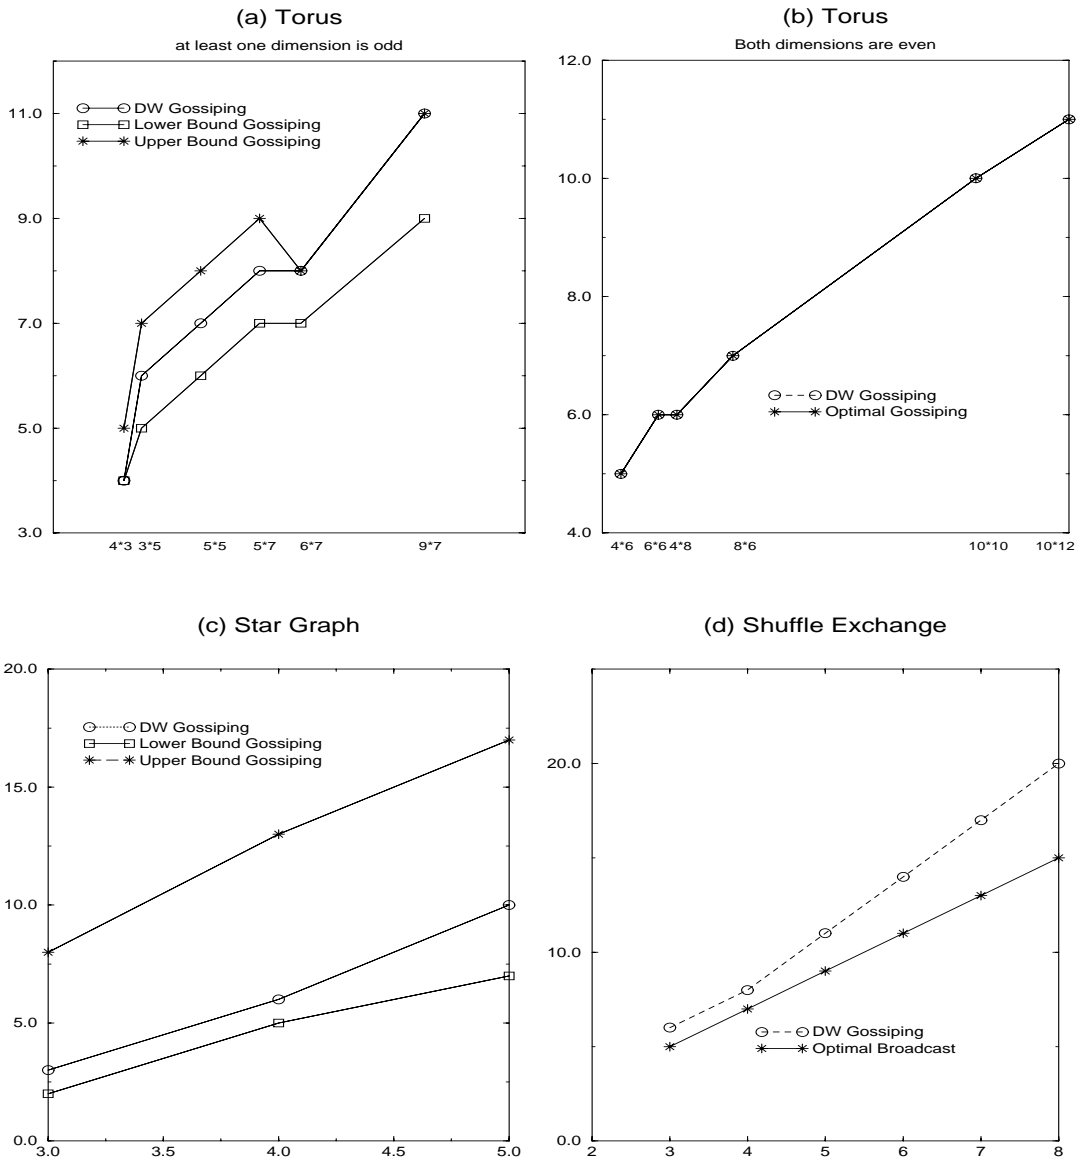 (a) Torus
at least one dimension is odd
11.0
9.0
7.0
5.0
3.0
DW Gossiping
Lower Bound Gossiping
Upper Bound Gossiping
4*3 3*5 5*5 5*7 6*7 9*7
(b) Torus
Both dimensions are even
12.0
10.0
8.0
6.0
4.0
DW Gossiping
Optimal Gossiping
4*6 6*6 4*8 8*6 10*10 10*12
(c) Star Graph
20.0
15.0
10.0
5.0
0.0
DW Gossiping
Lower Bound Gossiping
Upper Bound Gossiping
3.0 3.5 4.0 4.5 5.0
(d) Shuffle Exchange
20.0
10.0
0.0
DW Gossiping
Optimal Broadcast
2 3 4 5 6 7 8